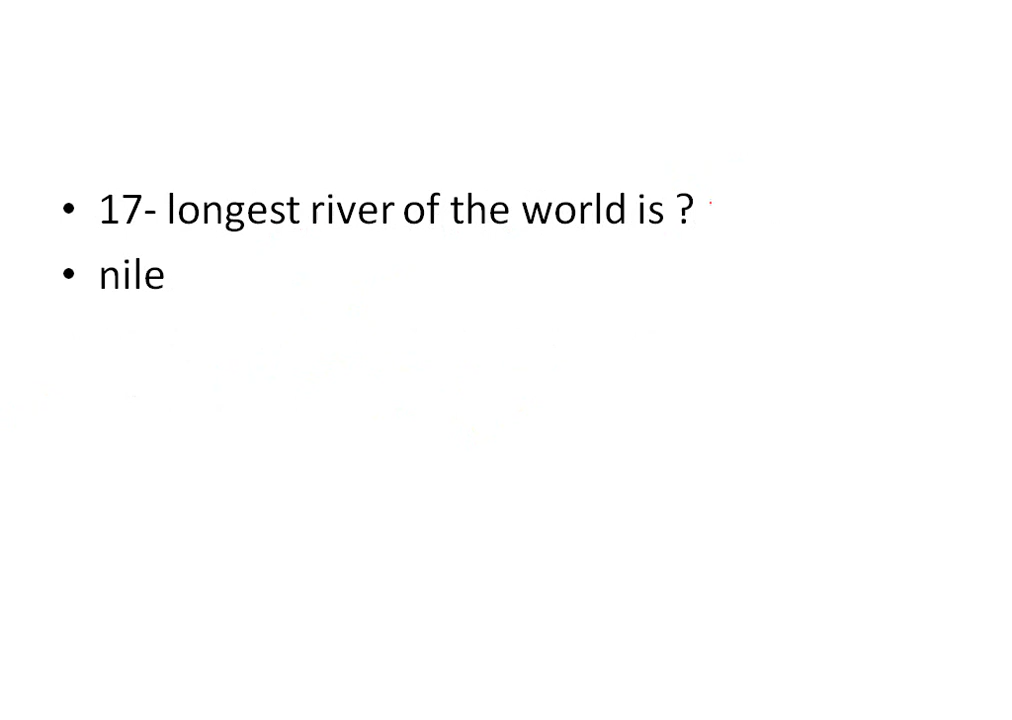 • 17- longest river of the world is ?
• nile